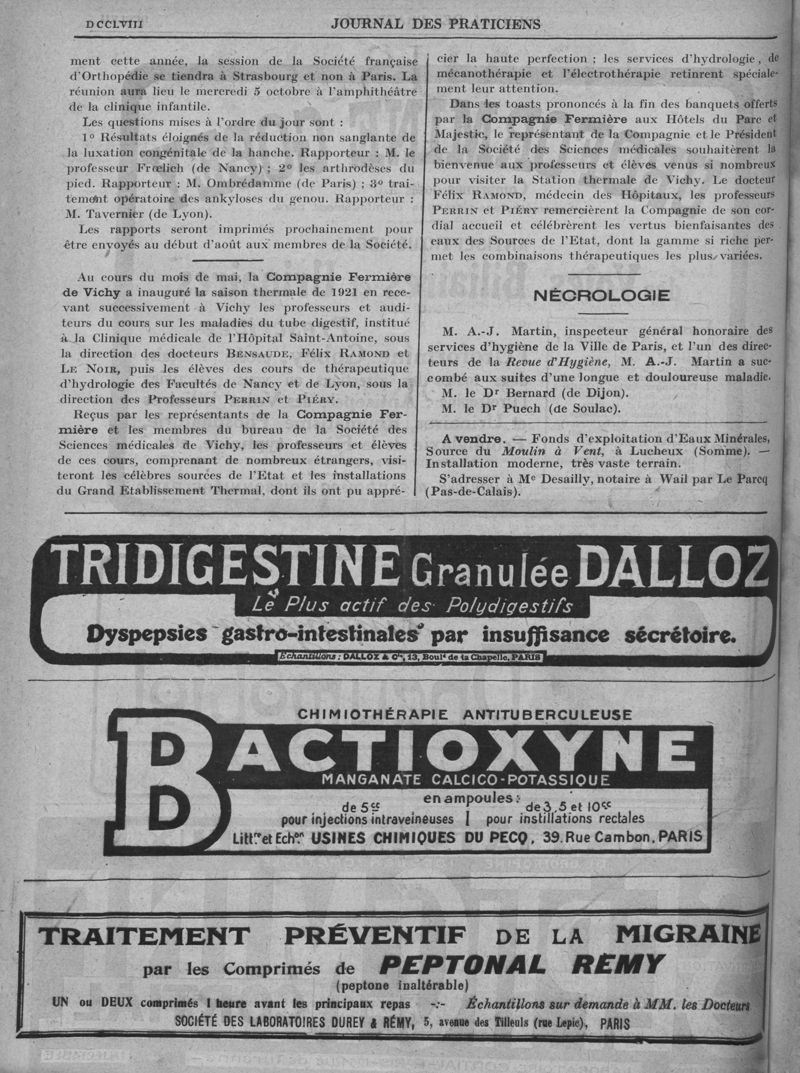 DCCLVIII
JOURNAL DES PRATICIENS
ment cette année, la session de la Société française
d'Orthopédie se tiendra à Strasbourg et non à Paris. La
réunion aura lieu le mercredi 5 octobre à l'amphithéâtre
de la clinique infantile.
Les questions mises à l'ordre du jour sont :
1° Résultats éloignés de la réduction non sanglante de
la luxation congénitale de la hanche. Rapporteur : M. le
professeur Frœlich (de Nancy) ; 2° les arthrodèses du
pied. Rapporteur : M. Ombrédamme (de Paris) ; 3° trai-
tement opératoire des ankyloses du genou. Rapporteur :
M. Tavernier (de Lyon).
Les rapports seront imprimés prochainement pour
être envoyés au début d'août aux membres de la Société.
Au cours du mois de mai, la Compagnie Fermière
de Vichy a inauguré la saison thermale de 1921 en rece-
vant successivement à Vichy les professeurs et audi-
teurs du cours sur les maladies du tube digestif, institué
à la Clinique médicale de l'Hôpital Saint-Antoine, sous
la direction des docteurs BENSAUDE, Félix RAMOND et
LE NOIR, puis les élèves des cours de thérapeutique
d'hydrologie des Facultés de Nancy et de Lyon, sous la
direction des Professeurs PERRIN et PIÉRY.
Reçus par les représentants de la Compagnie Fer-
mière et les membres du bureau de la Société des
Sciences médicales de Vichy, les professeurs et élèves
de ces cours, comprenant de nombreux étrangers, visi-
teront les célèbres sources de l'Etat et les installations
du Grand Etablissement Thermal, dont ils ont pu appré-
cier la haute perfection ; les services d'hydrologie, de
mécanothérapie et l'électrothérapie retinrent spéciale-
ment leur attention.
Dans les toasts prononcés à la fin des banquets offerts
par la Compagnie Fermière aux Hôtels du Parc et
Majestic, le représentant de la Compagnie et le Président
de la Société des Sciences médicales souhaitèrent la
bienvenue aux professeurs et élèves venus si nombreux
pour visiter la Station thermale de Vichy. Le docteur
Félix RAMOND, médecin des Hôpitaux, les professeurs
PERRIN et PIÉRY remercièrent la Compagnie de son cor-
dial accueil et célébrèrent les vertus bienfaisantes des
eaux des Sources de l'Etat, dont la gamme si riche per-
met les combinaisons thérapeutiques les plus variées.
NÉCROLOGIE
M. A.-J. Martin, inspecteur général honoraire des
services d'hygiène de la Ville de Paris, et l'un des direc-
teurs de la Revue d'Hygiène, M. A.-J. Martin a suc-
combé aux suites d'une longue et douloureuse maladie.
M. le Dr Bernard (de Dijon).
M. le Dr Puech (de Soulac).
A vendre. — Fonds d'exploitation d'Eaux Minérales,
Source du Moulin à Vent, à Lucheux (Somme). —
Installation moderne, très vaste terrain.
S'adresser à Me Desailly, notaire à Wail par Le Parcq
(Pas-de-Calais).
TRIDIGESTINE Granulée DALLOZ
Le Plus actif des Polydigestifs
Dyspepsies gastro-intestinales par insuffisance sécrétoire.
Échantillons : DALLOZ & Cie, 13, Bould de la Chapelle, PARIS
CHIMIOTHÉRAPIE ANTITUBERCULEUSE
BACTIOXYNE
MANGANATE CALCICO-POTASSIQUE
en ampoules :
de 5cc
pour injections intraveineuses
de 3, 5 et 10cc
pour instillations rectales
Littre et Echon USINES CHIMIQUES DU PECQ, 39, Rue Cambon, PARIS
TRAITEMENT PRÉVENTIF DE LA MIGRAINE
par les Comprimés de PEPTONAL REMY
(peptone inaltérable)
UN ou DEUX comprimés 1 heure avant les principaux repas -:- Échantillons sur demande à MM. les Docteurs
SOCIÉTÉ DES LABORATOIRES DUREY & RÉMY, 5, avenue des Tilleuls (rue Lepic), PARIS